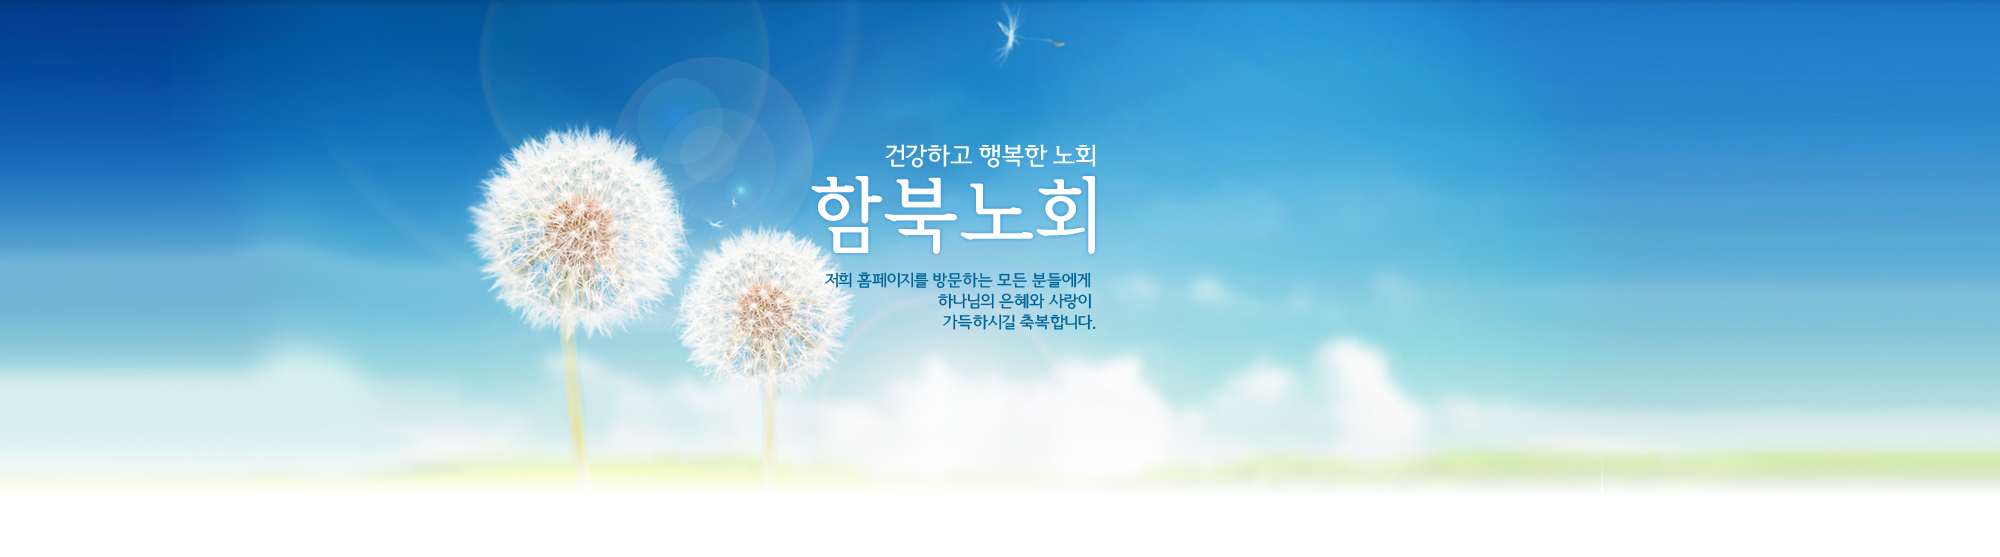 건강하고 행복한 노회
함북노회
저희 홈페이지를 방문하는 모든 분들에게
하나님의 은혜와 사랑이
가득하시길 축복합니다.